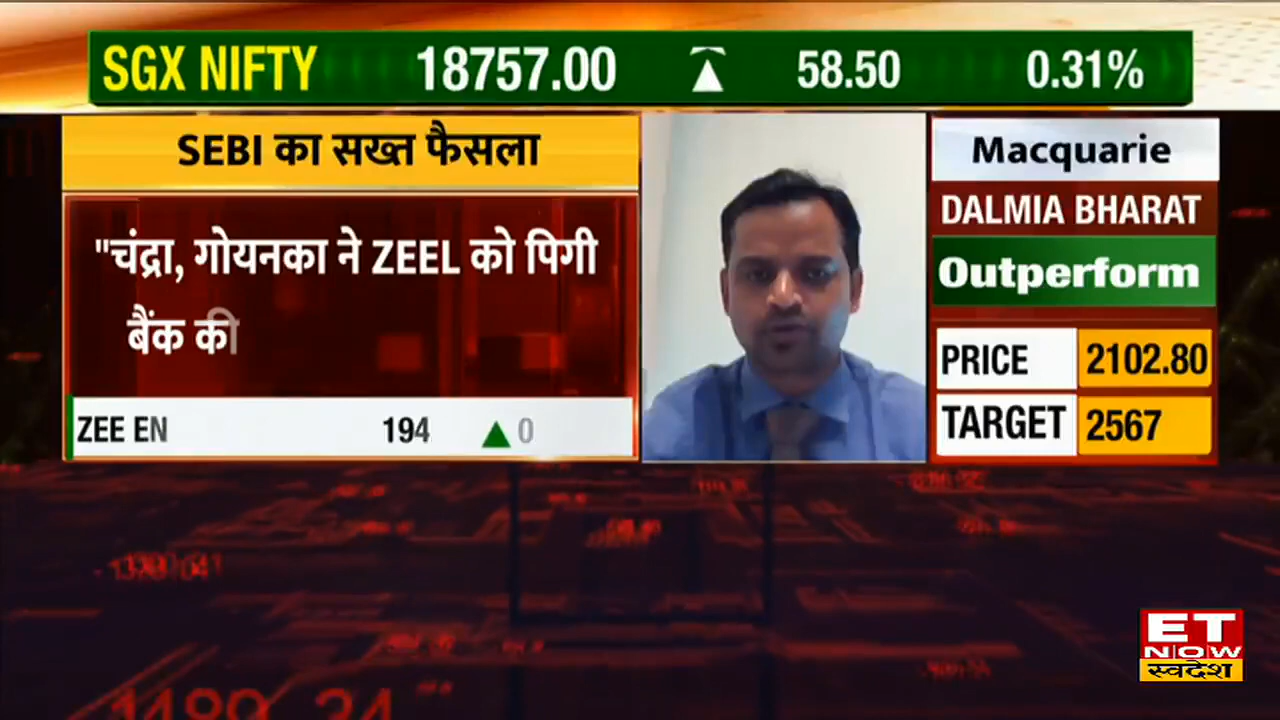 SGX NIFTY 18757.00 58.50 0.31%
SEBI का सख्त फैसला
"चंद्रा, गोयनका ने ZEEL को पिगी
बैंक की
ZEE EN 194 ▲ 0
Macquarie
DALMIA BHARAT
Outperform
PRICE 2102.80
TARGET 2567
ET
NOW
स्वदेश